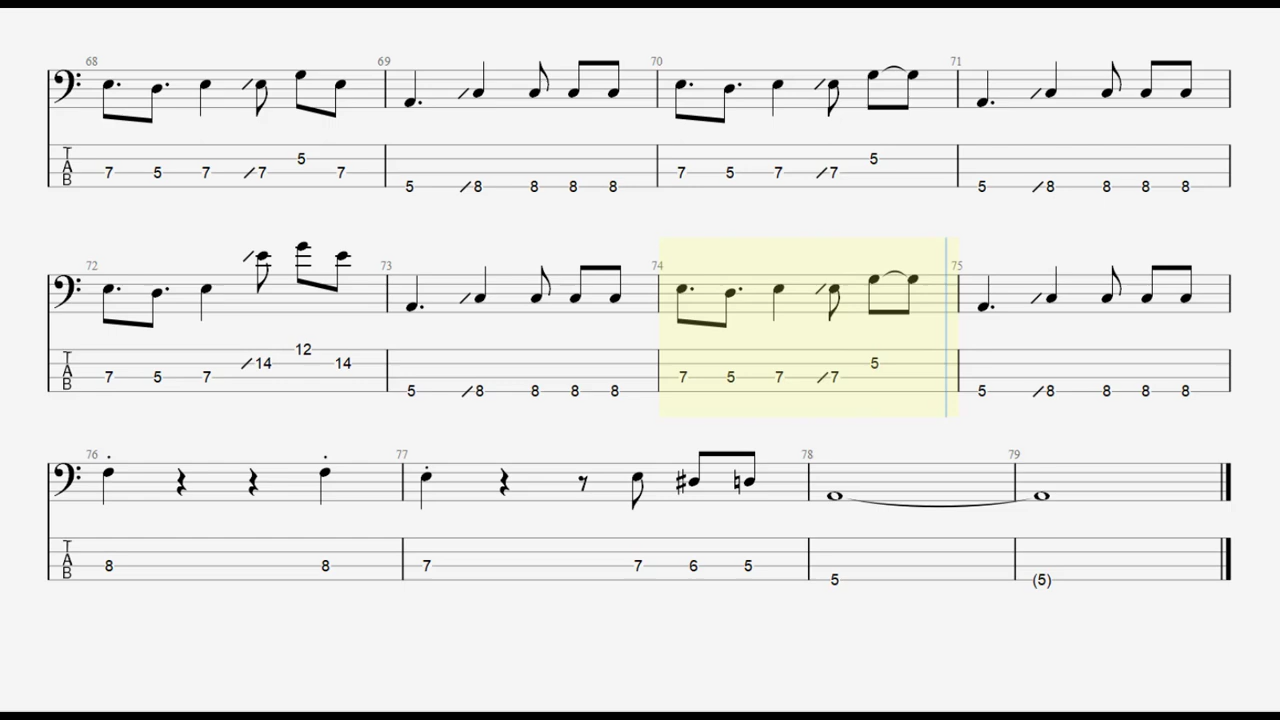 68 69 70 71
T
A
B
5 5
7 5 7 7 7 7 5 7 7
5 8 8 8 8 5 8 8 8 8
72 73 74 75
T
A
B
12
14 14 5
7 5 7 7 5 7 7
5 8 8 8 8 5 8 8 8 8
76 77 78 79
T
A
B
8 8 7 7 6 5
5 (5)